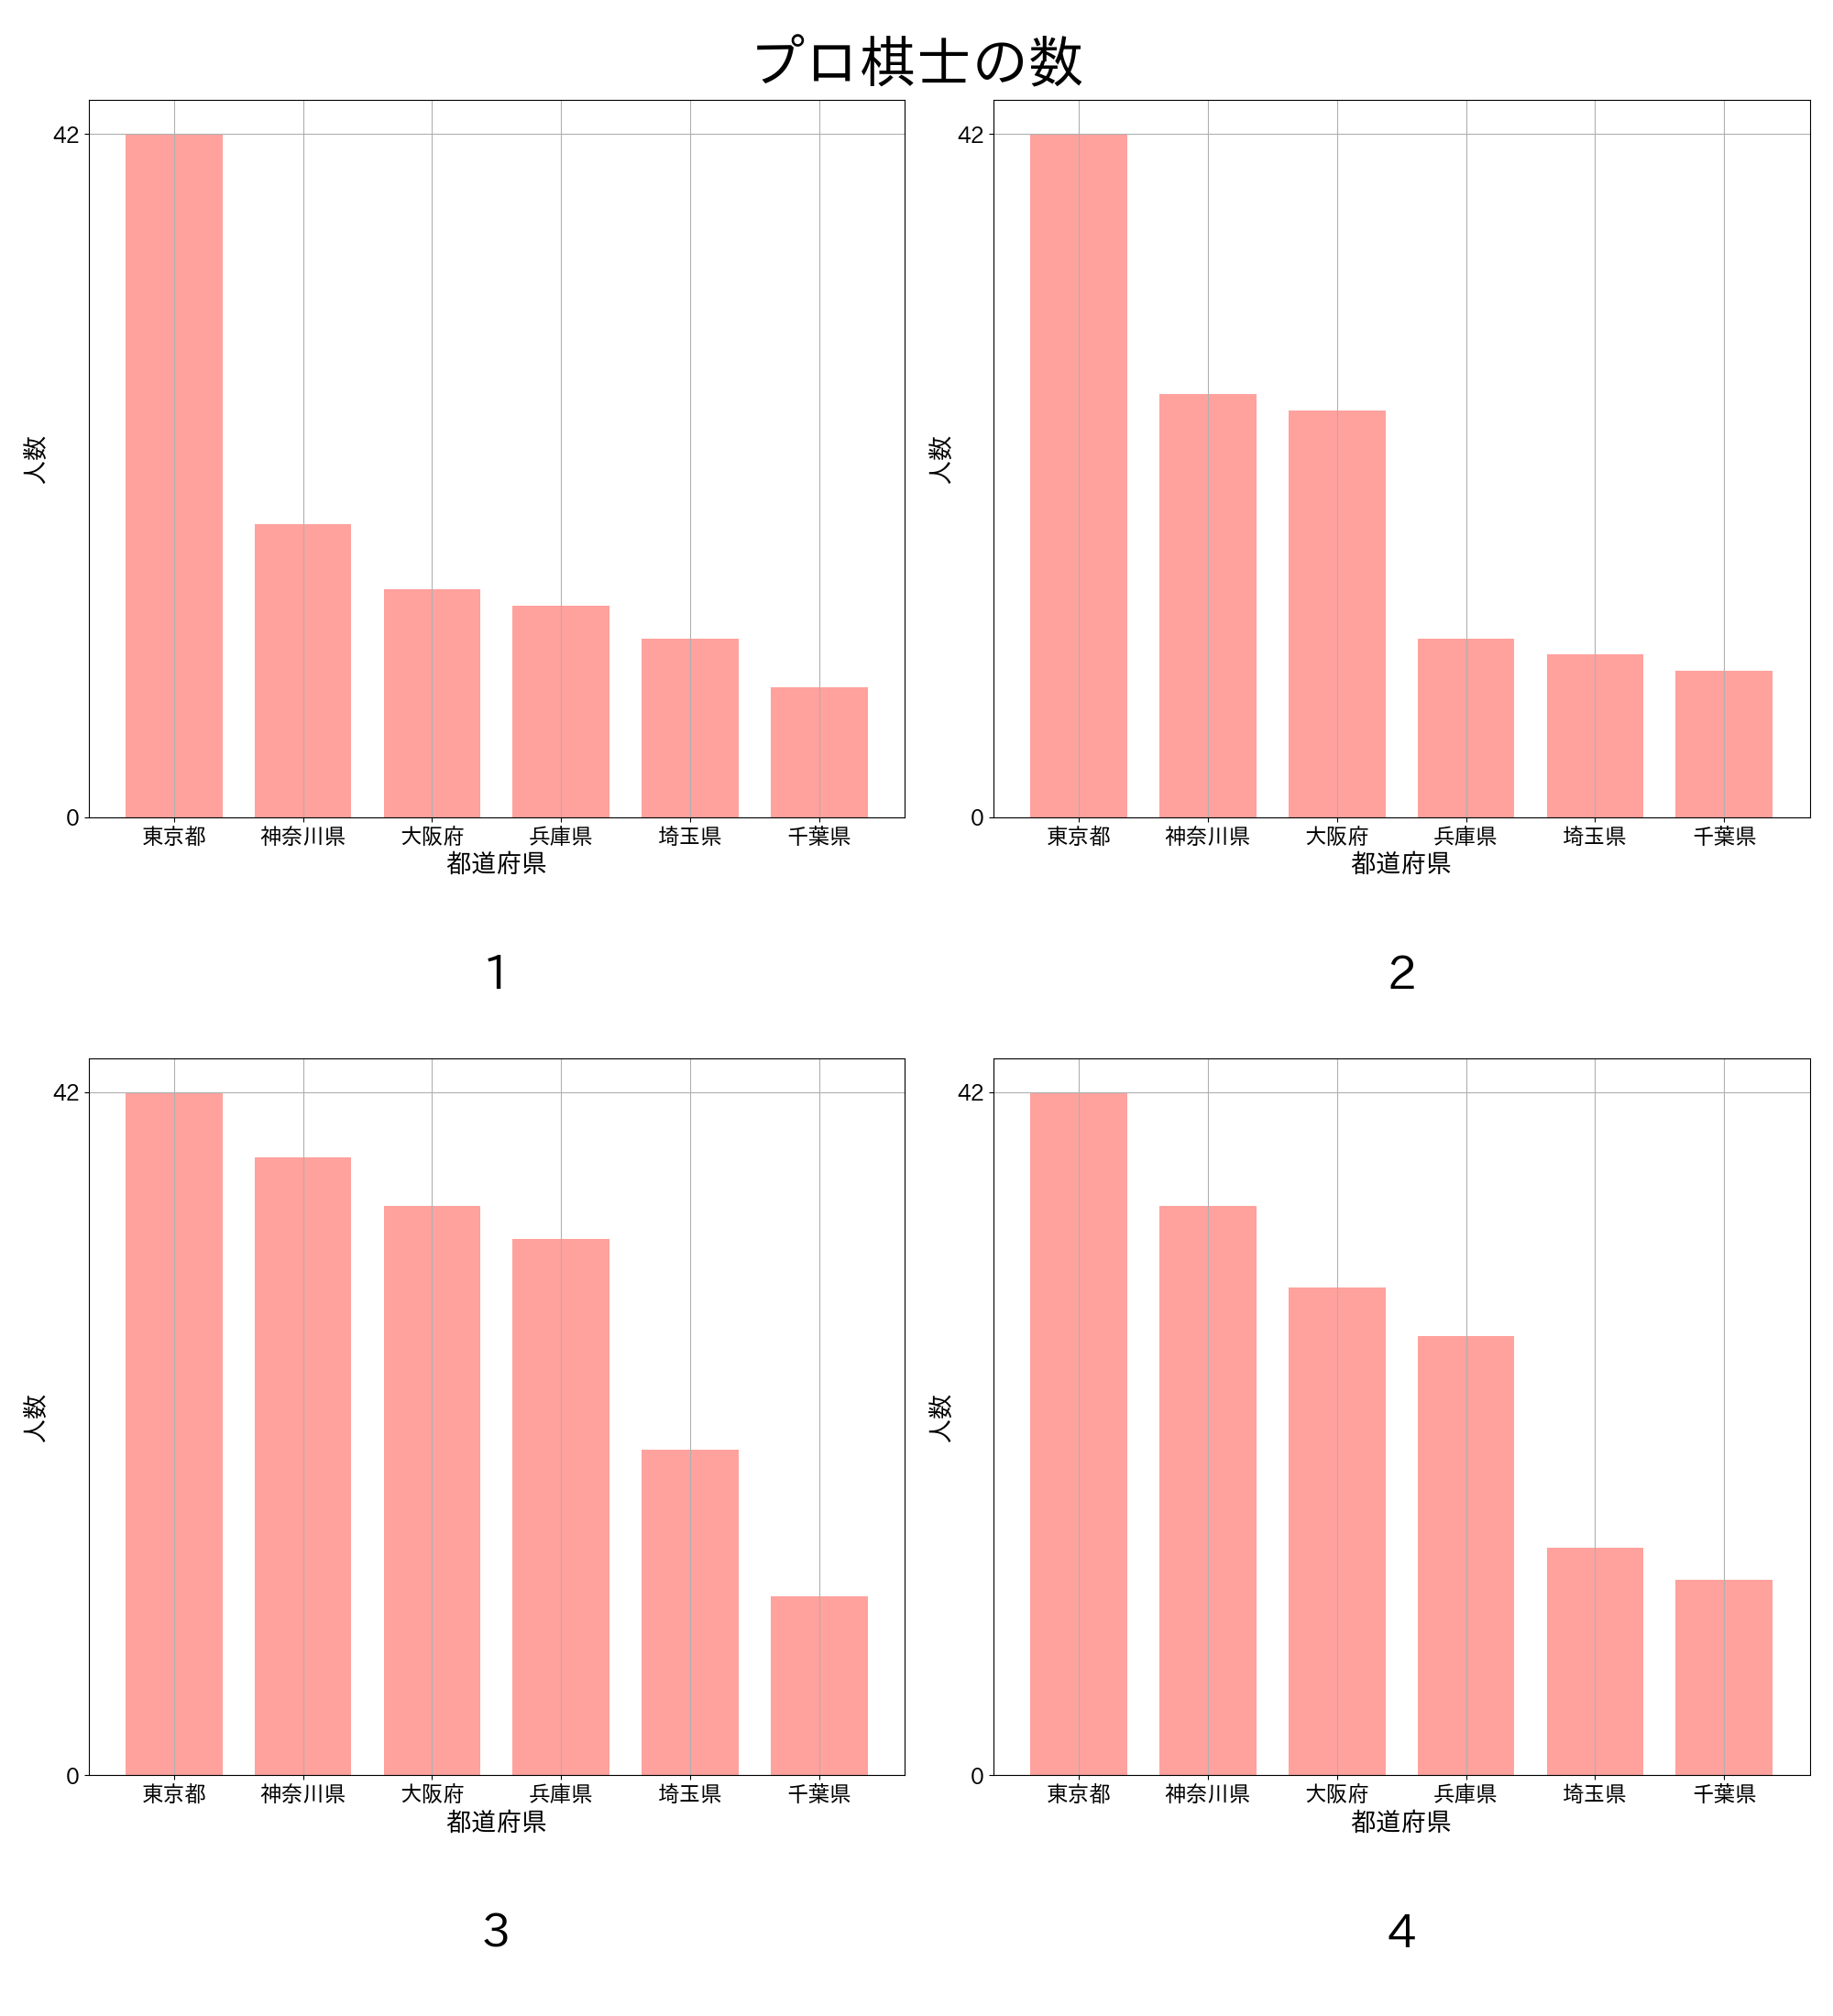 プロ棋士の数
42
0
人数
東京都 神奈川県 大阪府 兵庫県 埼玉県 千葉県
都道府県
1
42
0
人数
東京都 神奈川県 大阪府 兵庫県 埼玉県 千葉県
都道府県
2
42
0
人数
東京都 神奈川県 大阪府 兵庫県 埼玉県 千葉県
都道府県
3
42
0
人数
東京都 神奈川県 大阪府 兵庫県 埼玉県 千葉県
都道府県
4